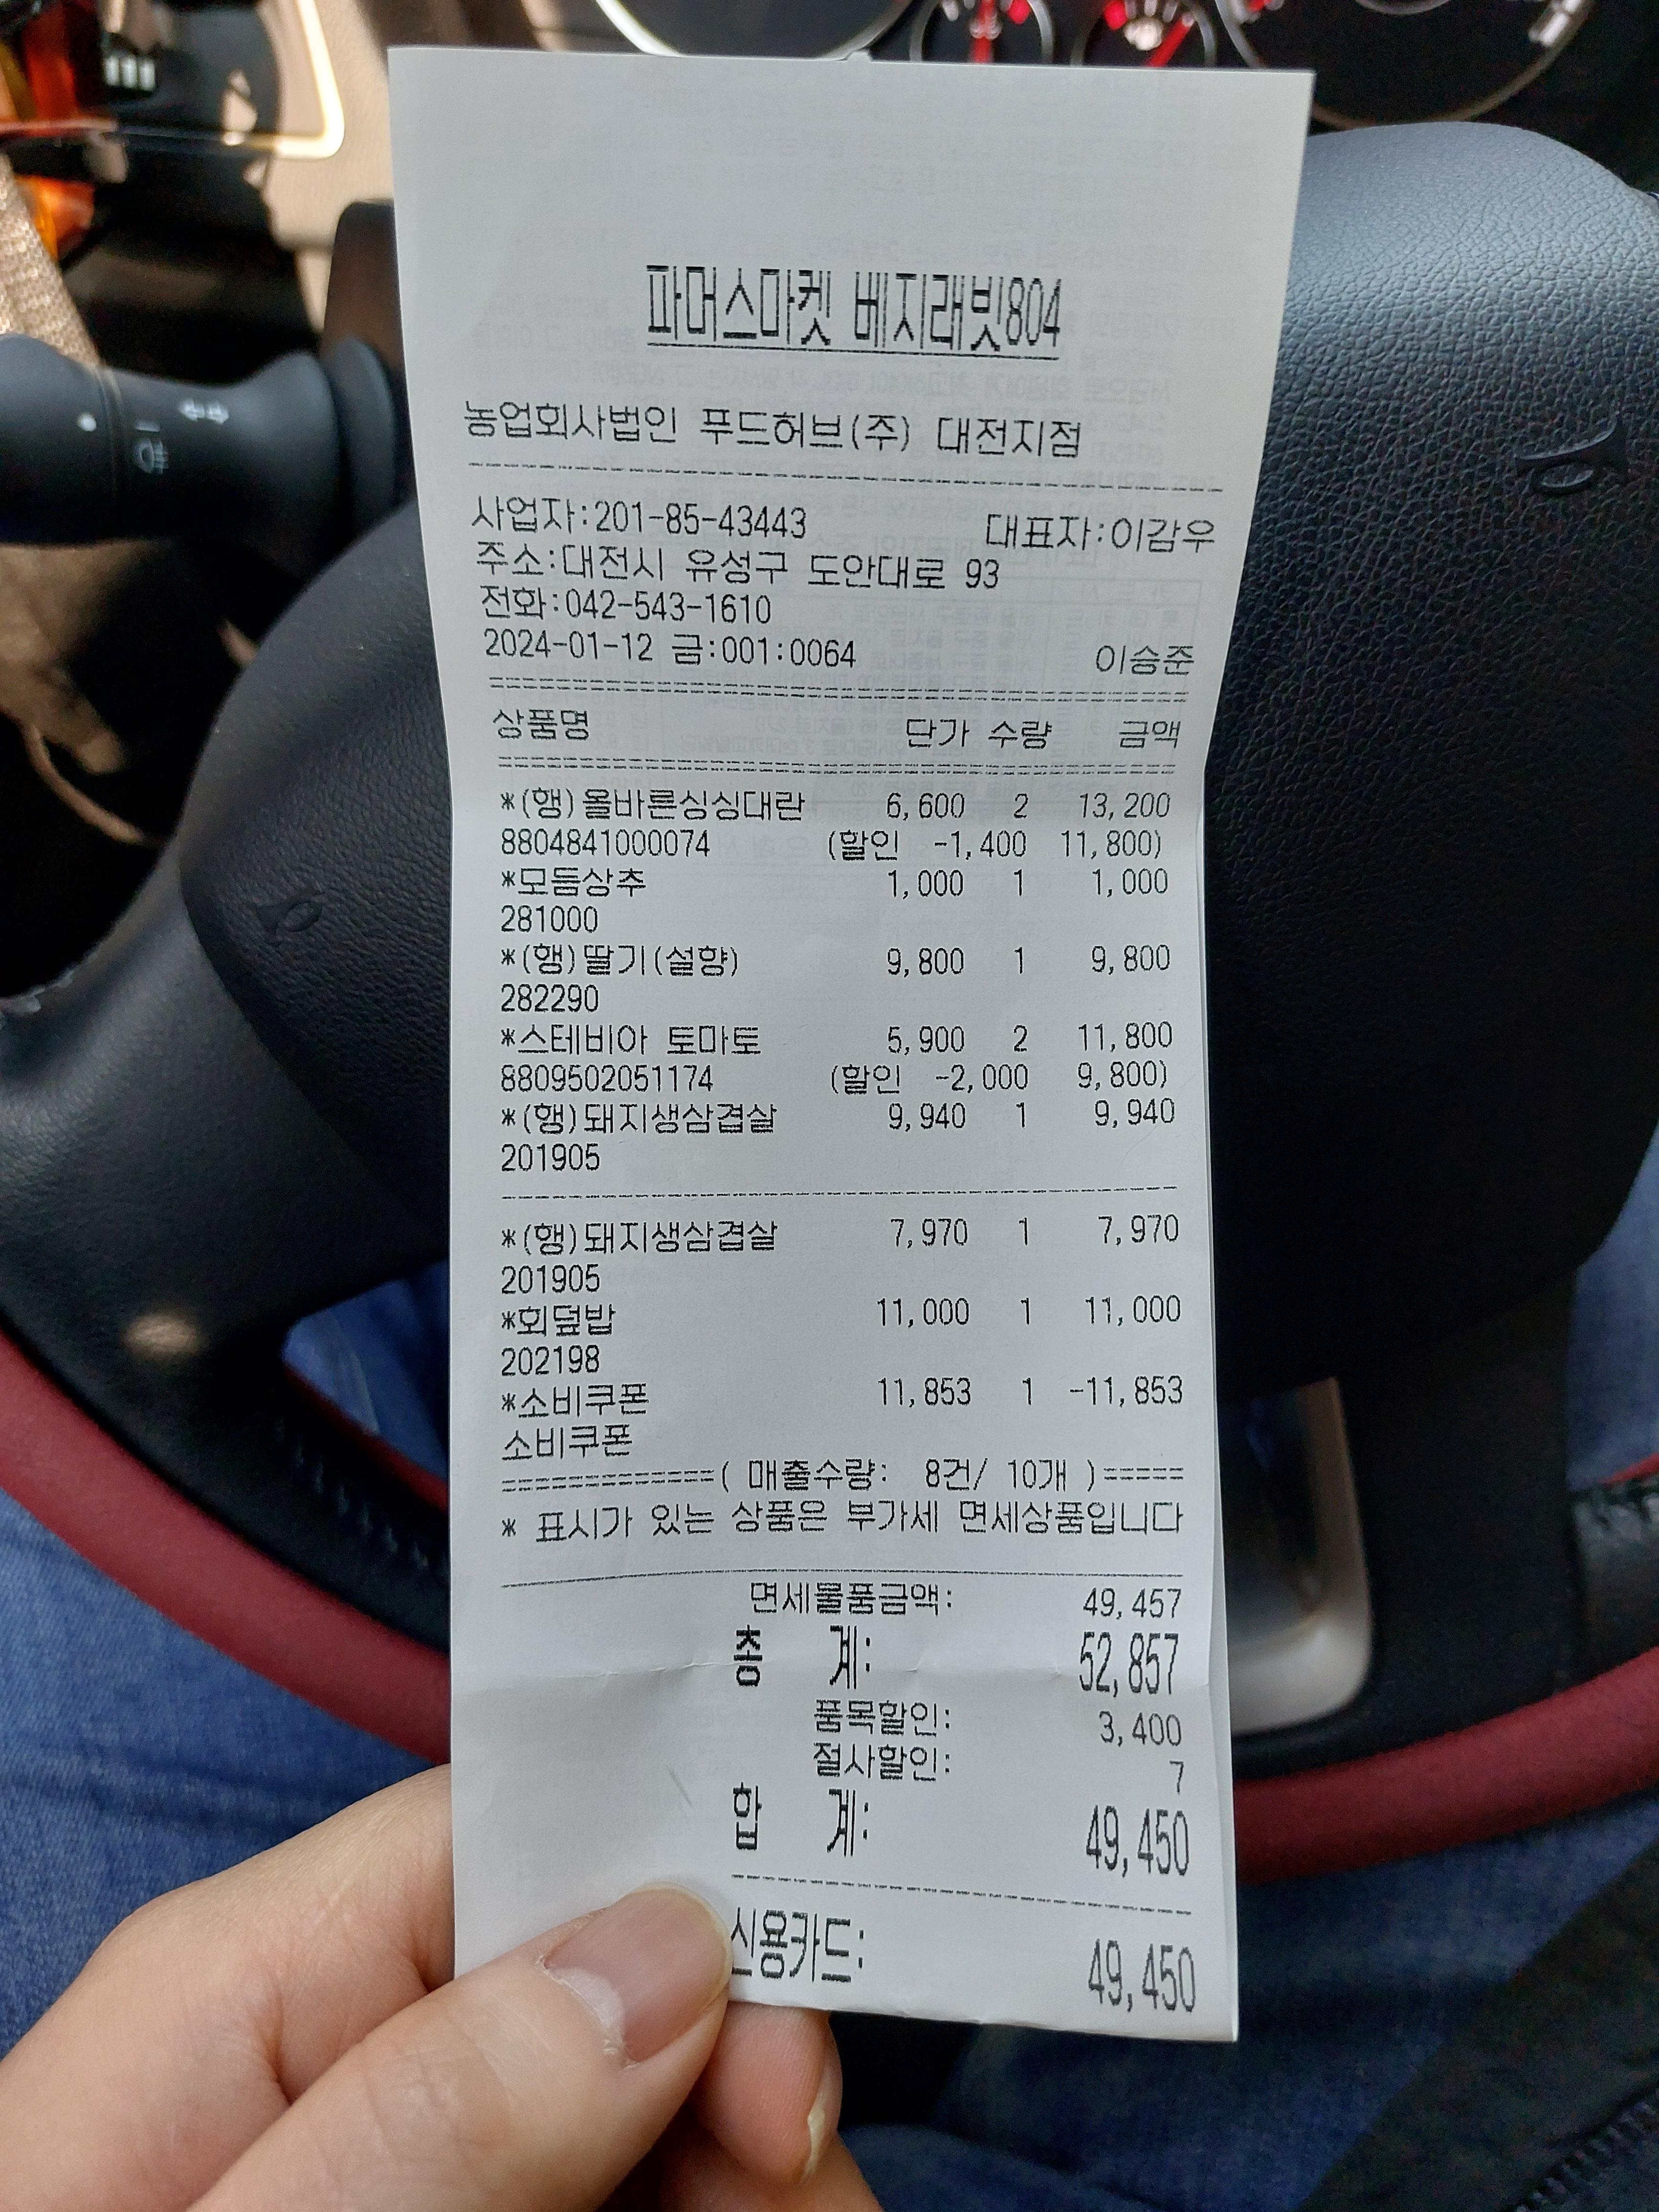 파머스마켓 베지래빗804
농업회사법인 푸드허브(주) 대전지점
사업자:201-85-43443 대표자:이감우
주소:대전시 유성구 도안대로 93
전화:042-543-1610
2024-01-12 금:001:0064 이승준
상품명 단가 수량 금액
*(행)올바른싱싱대란 6,600 2 13,200
8804841000074 (할인 -1,400 11,800)
*모듬상추 1,000 1 1,000
281000
*(행)딸기(설향) 9,800 1 9,800
282290
*스테비아 토마토 5,900 2 11,800
8809502051174 (할인 -2,000 9,800)
*(행)돼지생삼겹살 9,940 1 9,940
201905
*(행)돼지생삼겹살 7,970 1 7,970
201905
*회덮밥 11,000 1 11,000
202198
*소비쿠폰 11,853 1 -11,853
소비쿠폰
=============( 매출수량: 8건/ 10개 )=====
* 표시가 있는 상품은 부가세 면세상품입니다
면세물품금액: 49,457
총 계: 52,857
품목할인: 3,400
절사할인: 7
합 계: 49,450
신용카드: 49,450